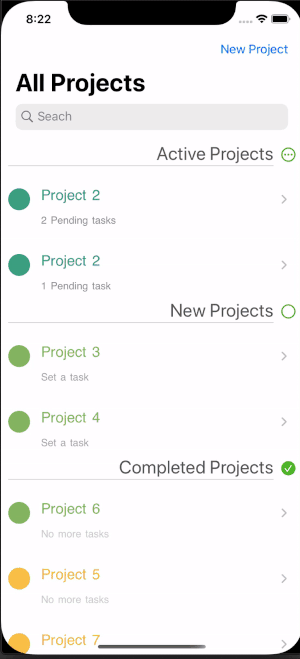 8:22
New Project
All Projects
Seach
Active Projects
Project 2
2 Pending tasks
Project 2
1 Pending task
New Projects
Project 3
Set a task
Project 4
Set a task
Completed Projects
Project 6
No more tasks
Project 5
No more tasks
Project 7